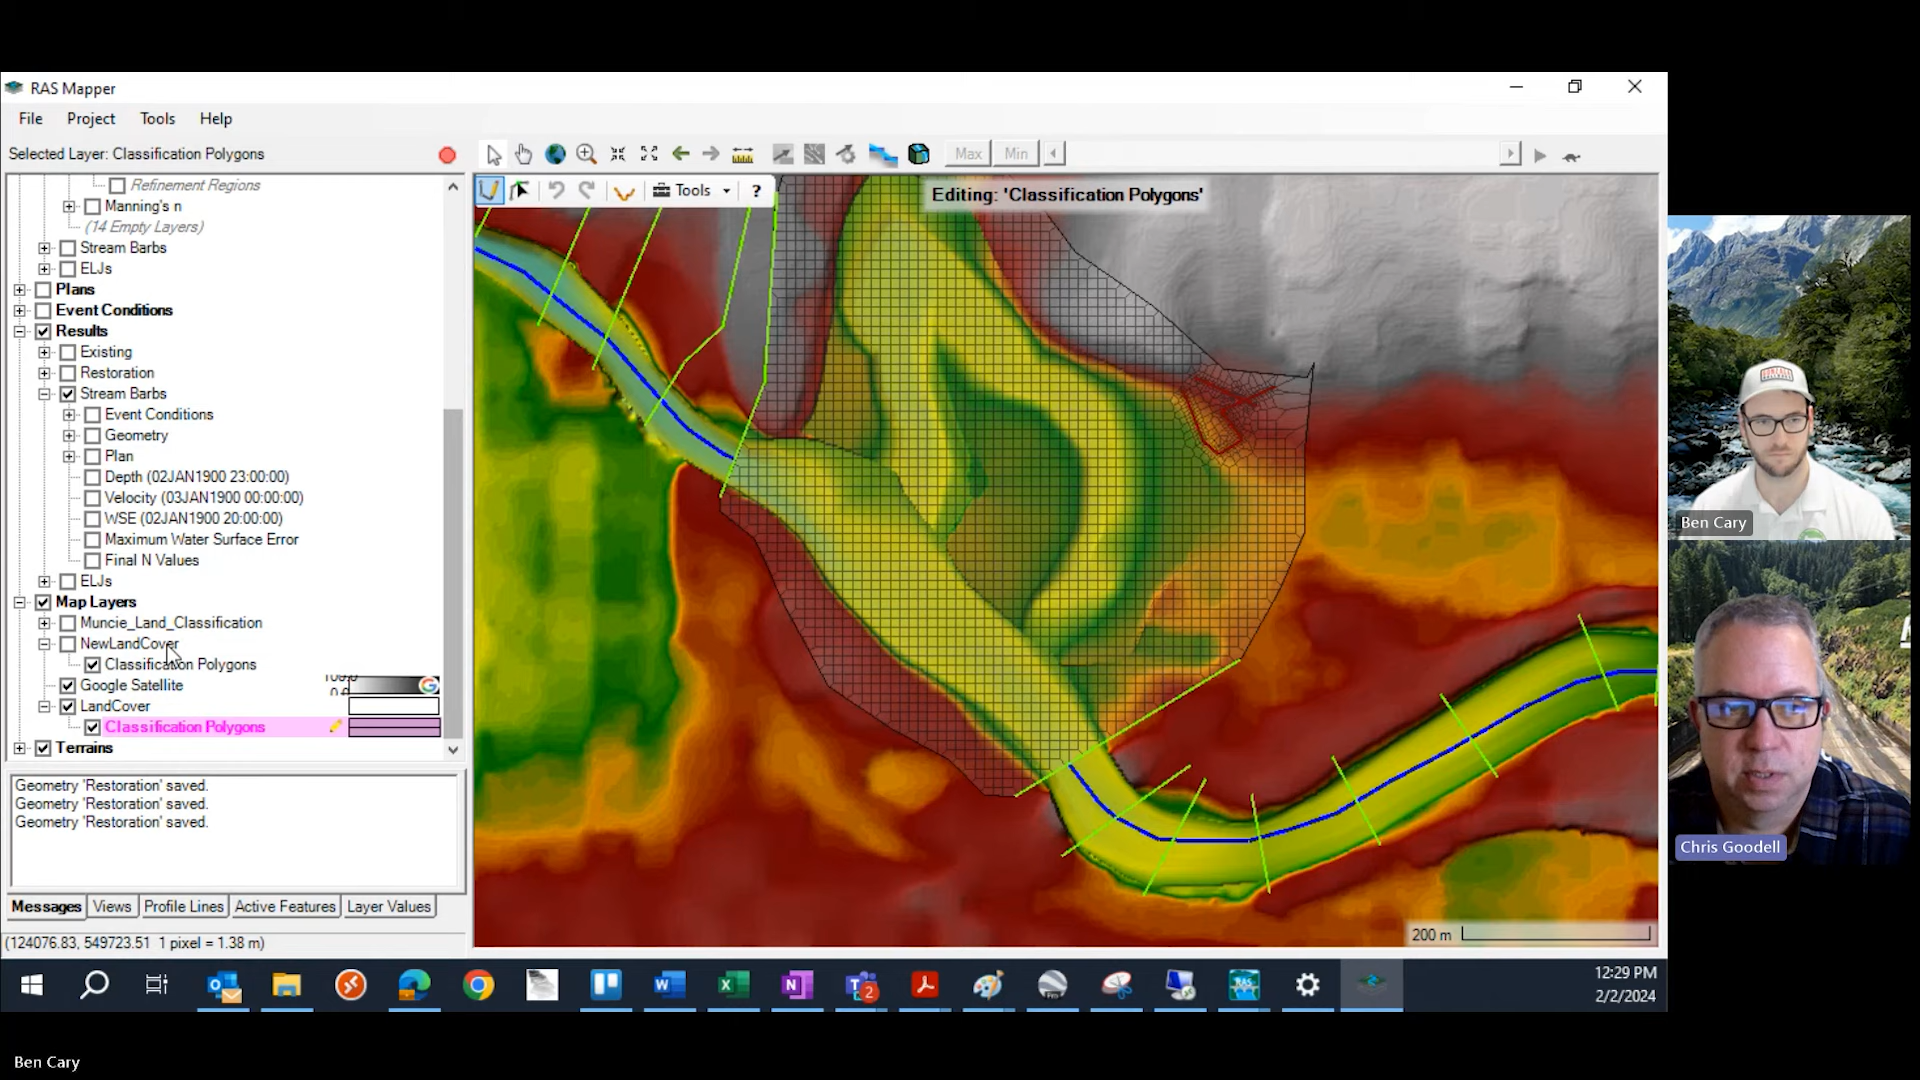 RAS Mapper
File Project Tools Help
Selected Layer: Classification Polygons
Max Min
Refinement Regions
Manning's n
(14 Empty Layers)
Stream Barbs
ELJs
Plans
Event Conditions
Results
Existing
Restoration
Stream Barbs
Event Conditions
Geometry
Plan
Depth (02JAN1900 23:00:00)
Velocity (03JAN1900 00:00:00)
WSE (02JAN1900 20:00:00)
Maximum Water Surface Error
Final N Values
ELJs
Map Layers
Muncie_Land_Classification
NewLandCover
Classification Polygons
Google Satellite
LandCover
Classification Polygons
Terrains
Tools ?
Editing: 'Classification Polygons'
200 m
Geometry 'Restoration' saved.
Geometry 'Restoration' saved.
Geometry 'Restoration' saved.
Messages Views Profile Lines Active Features Layer Values
(124076.83, 549723.51 1 pixel = 1.38 m)
2
12:29 PM
2/2/2024
Ben Cary
Chris Goodell
Ben Cary